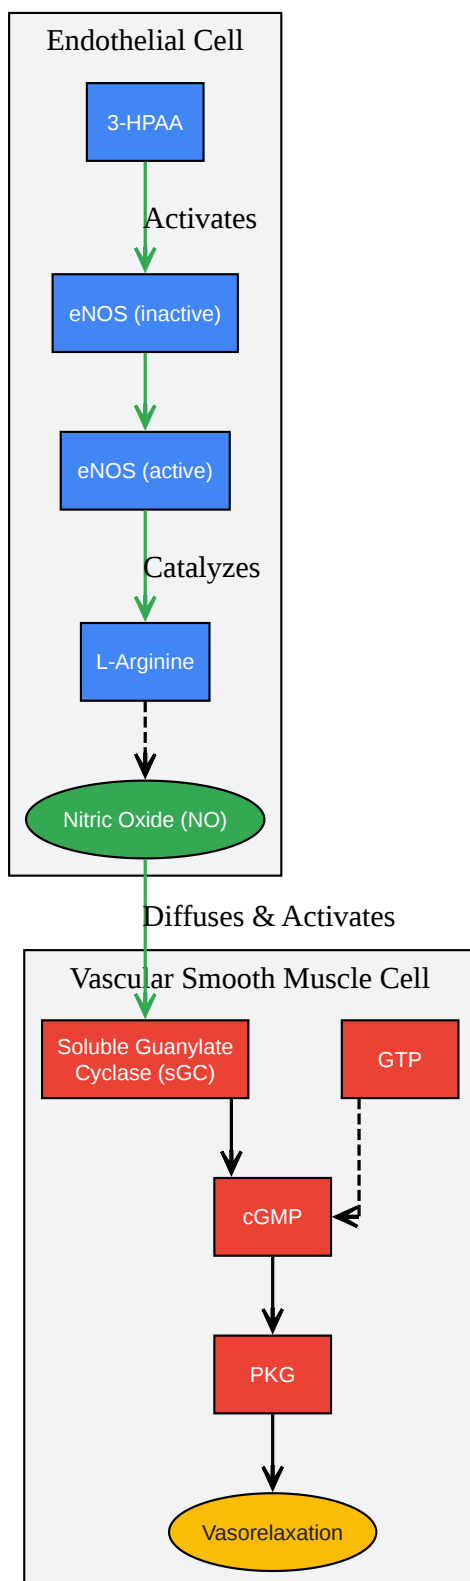 Endothelial Cell
3-HPAA
Activates
eNOS (inactive)
eNOS (active)
Catalyzes
L-Arginine
Nitric Oxide (NO)
Diffuses & Activates
Vascular Smooth Muscle Cell
Soluble Guanylate
Cyclase (sGC)
GTP
cGMP
PKG
Vasorelaxation